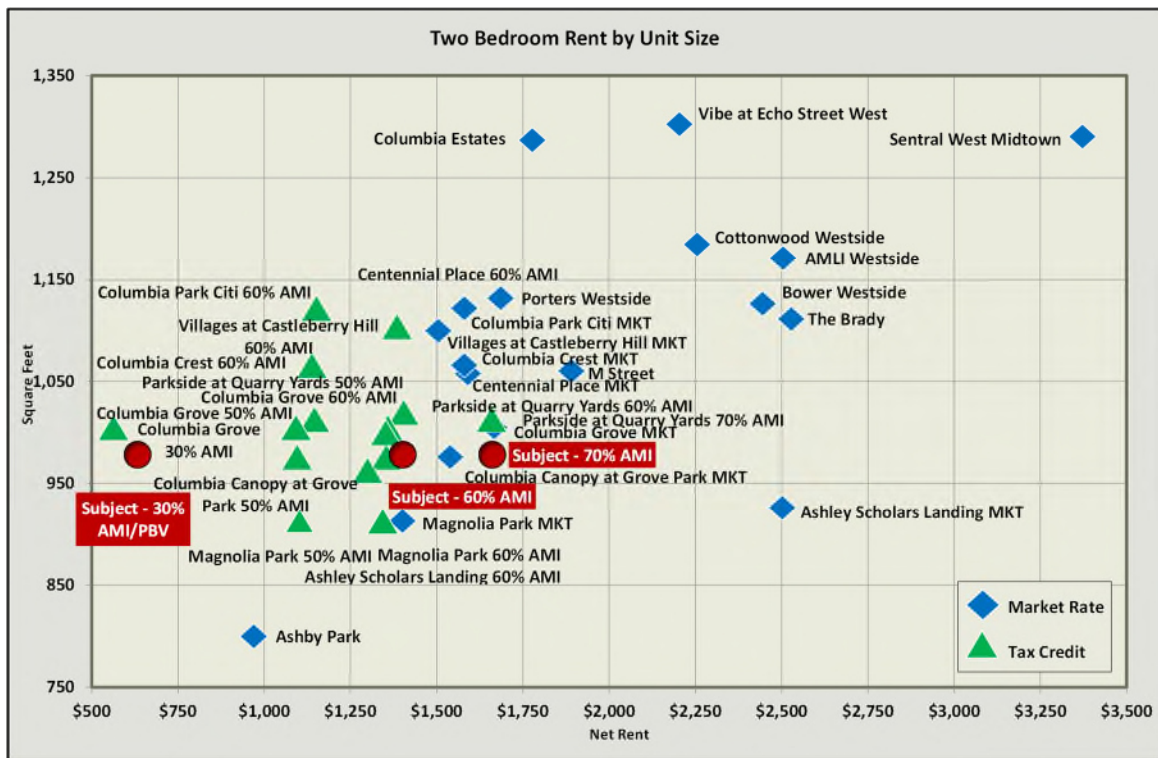 Two Bedroom Rent by Unit Size
1,350
Vibe at Echo Street West
Columbia Estates
Sentral West Midtown
1,250
Cottonwood Westside
AMLI Westside
1,150
Centennial Place 60% AMI
Columbia Park Citi 60% AMI
Porters Westside
Bower Westside
The Brady
Columbia Park Citi MKT
Villages at Castleberry Hill
60% AMI
Villages at Castleberry Hill MKT
Columbia Crest 60% AMI
Columbia Crest MKT
M Street
1,050
Parkside at Quarry Yards 50% AMI
Centennial Place MKT
Columbia Grove 60% AMI
Parkside at Quarry Yards 60% AMI
Columbia Grove 50% AMI
Parkside at Quarry Yards 70% AMI
Columbia Grove
30% AMI
Columbia Grove MKT
Subject - 70% AMI
950
Columbia Canopy at Grove
Park 50% AMI
Columbia Canopy at Grove Park MKT
Subject - 30%
AMI/PBV
Subject - 60% AMI
Ashley Scholars Landing MKT
Magnolia Park MKT
Magnolia Park 50% AMI
Magnolia Park 60% AMI
Ashley Scholars Landing 60% AMI
850
Ashby Park
Market Rate
Tax Credit
750
Square Feet
$500
$750
$1,000
$1,250
$1,500
$1,750
$2,000
$2,250
$2,500
$2,750
$3,000
$3,250
$3,500
Net Rent